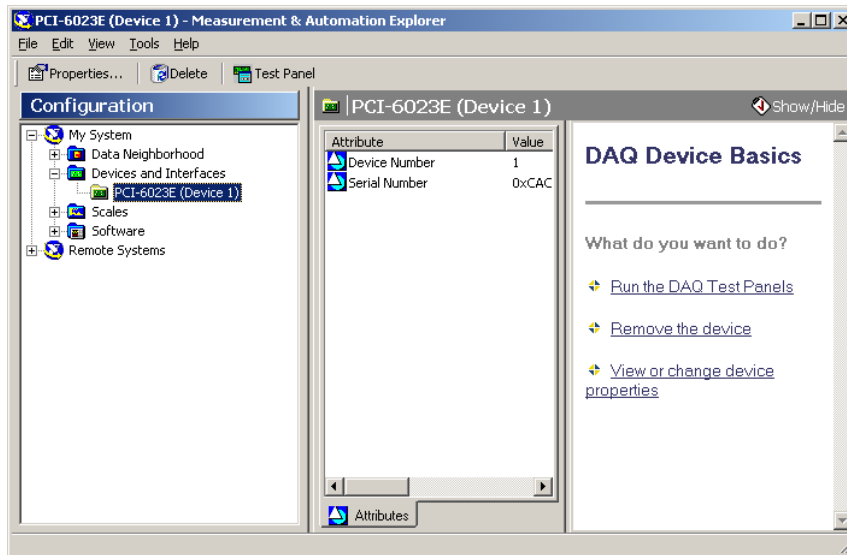 PCI-6023E (Device 1) - Measurement & Automation Explorer
File Edit View Tools Help
Properties... Delete Test Panel
Configuration
My System
Data Neighborhood
Devices and Interfaces
PCI-6023E (Device 1)
Scales
Software
Remote Systems
PCI-6023E (Device 1)
Show/Hide
Attribute Value
Device Number 1
Serial Number 0xCAC
Attributes
DAQ Device Basics
What do you want to do?
Run the DAQ Test Panels
Remove the device
View or change device
properties